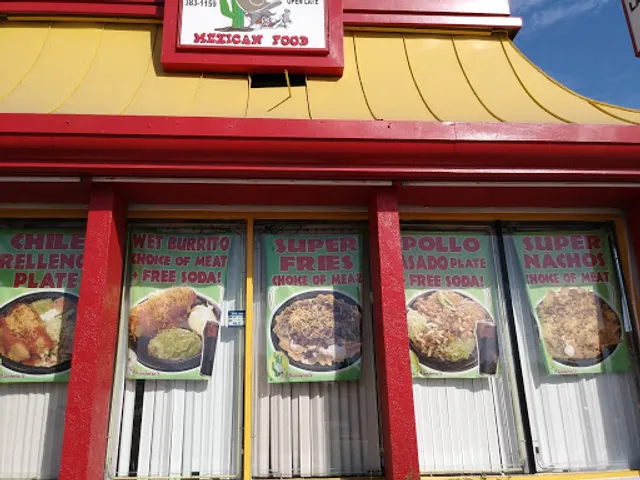 383-1159
OPEN LATE
MEXICAN FOOD
CHILE
RELLENO
PLATE
WET BURRITO
CHOICE OF MEAT
+ FREE SODA!
SUPER
FRIES
CHOICE OF MEAT
POLLO
ASADO PLATE
FREE SODA!
SUPER
NACHOS
CHOICE OF MEAT